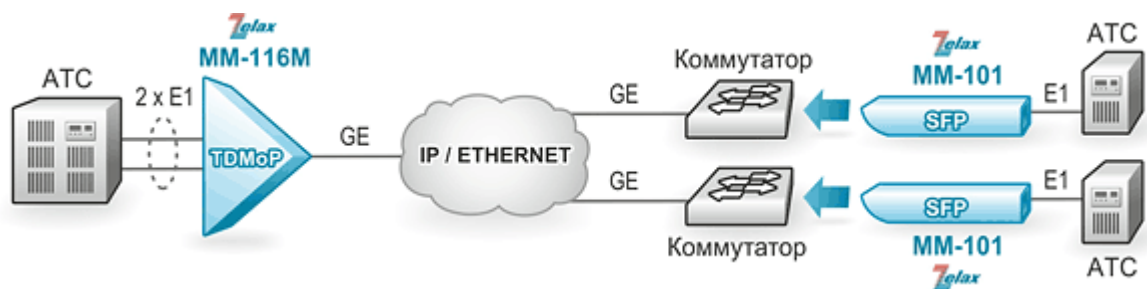 Zelax
MM-116M
АТС
2 x E1
TDMoP
GE
IP / ETHERNET
GE
Коммутатор
Zelax
MM-101
SFP
E1
АТС
GE
Коммутатор
SFP
MM-101
Zelax
E1
АТС